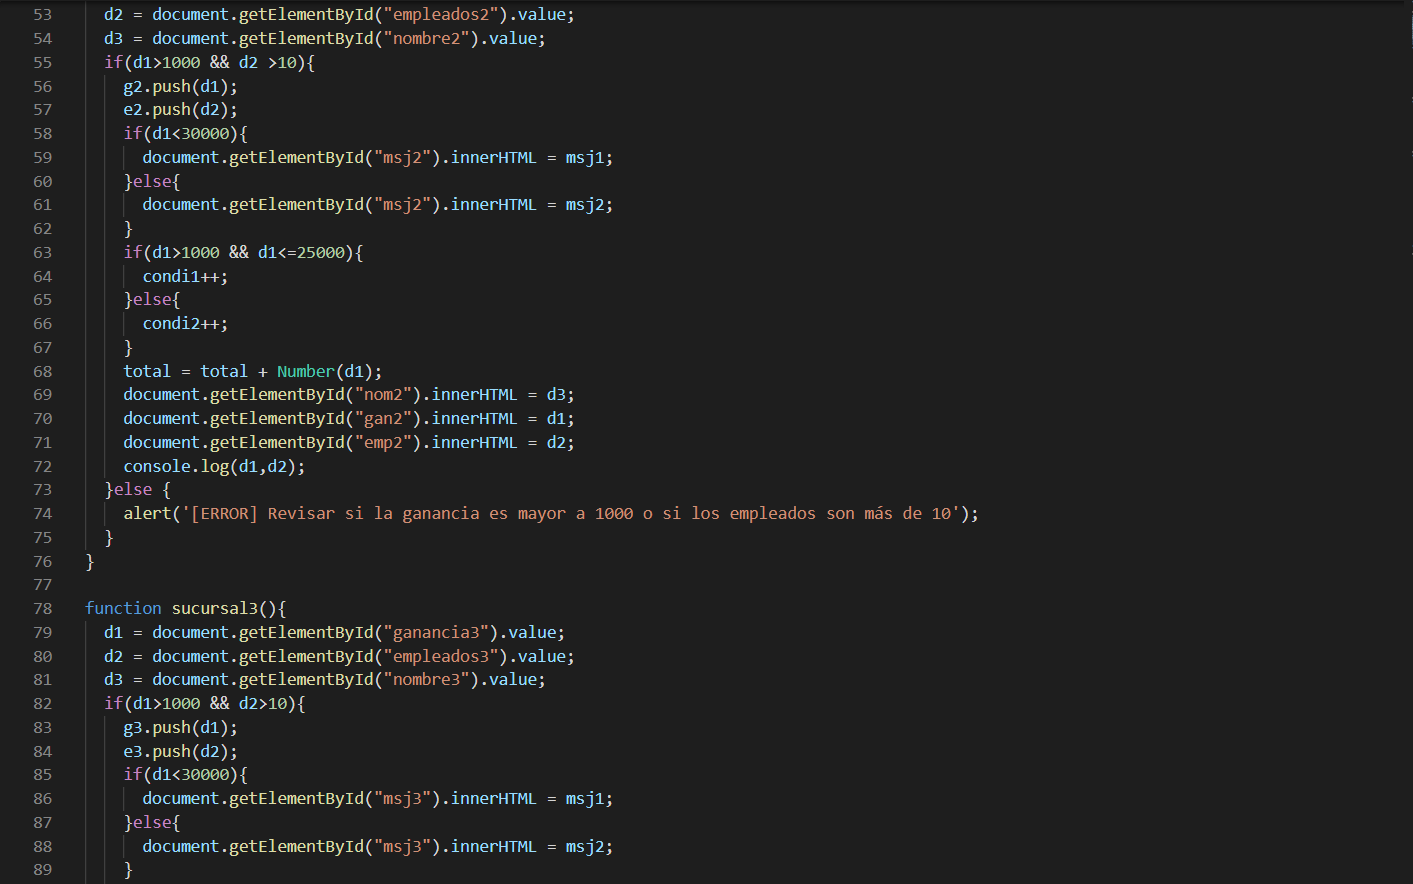 53 d2 = document.getElementById("empleados2").value;
54 d3 = document.getElementById("nombre2").value;
55 if(d1>1000 && d2 >10){
56 g2.push(d1);
57 e2.push(d2);
58 if(d1<30000){
59 document.getElementById("msj2").innerHTML = msj1;
60 }else{
61 document.getElementById("msj2").innerHTML = msj2;
62 }
63 if(d1>1000 && d1<=25000){
64 condi1++;
65 }else{
66 condi2++;
67 }
68 total = total + Number(d1);
69 document.getElementById("nom2").innerHTML = d3;
70 document.getElementById("gan2").innerHTML = d1;
71 document.getElementById("emp2").innerHTML = d2;
72 console.log(d1,d2);
73 }else {
74 alert('[ERROR] Revisar si la ganancia es mayor a 1000 o si los empleados son más de 10');
75 }
76 }
77
78 function sucursal3(){
79 d1 = document.getElementById("ganancia3").value;
80 d2 = document.getElementById("empleados3").value;
81 d3 = document.getElementById("nombre3").value;
82 if(d1>1000 && d2>10){
83 g3.push(d1);
84 e3.push(d2);
85 if(d1<30000){
86 document.getElementById("msj3").innerHTML = msj1;
87 }else{
88 document.getElementById("msj3").innerHTML = msj2;
89 }